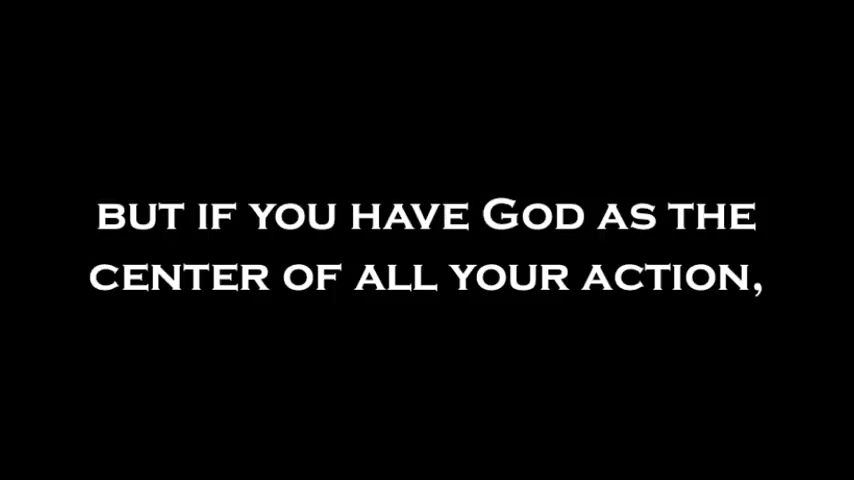 BUT IF YOU HAVE GOD AS THE
CENTER OF ALL YOUR ACTION,